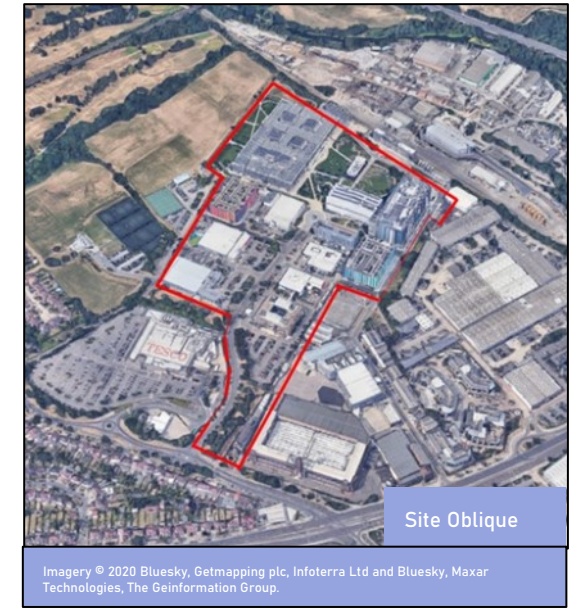 TESCO
Site Oblique
Imagery © 2020 Bluesky, Getmapping plc, Infoterra Ltd and Bluesky, Maxar
Technologies, The Geinformation Group.